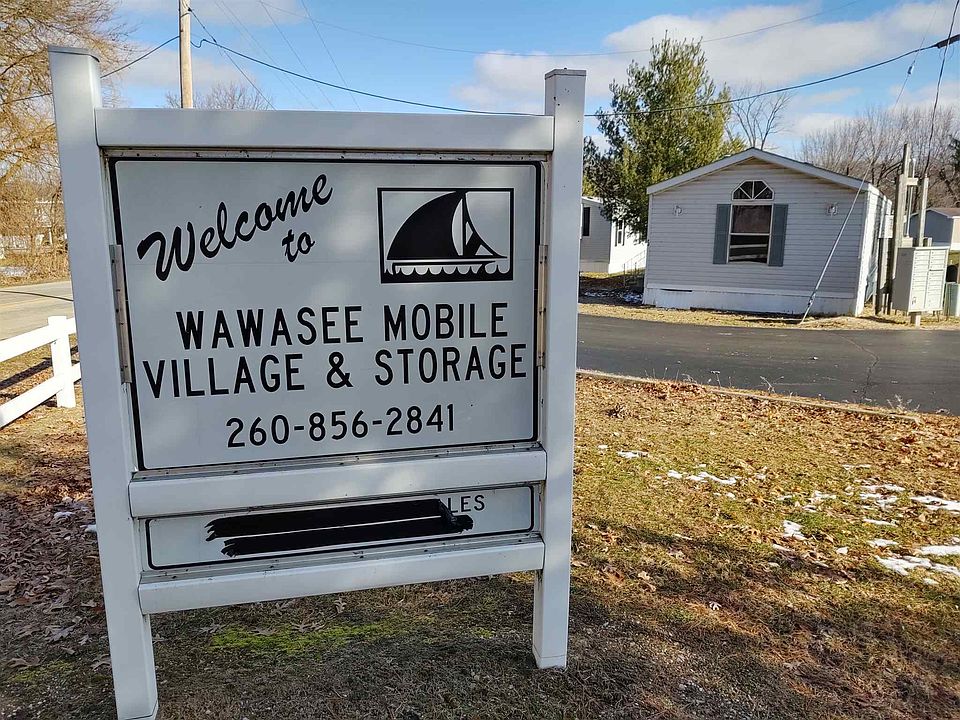 Welcome
to
WAWASEE MOBILE
VILLAGE & STORAGE
260-856-2841